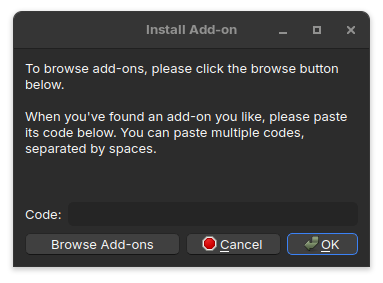 Install Add-on
To browse add-ons, please click the browse button
below.
When you've found an add-on you like, please paste
its code below. You can paste multiple codes,
separated by spaces.
Code:
Browse Add-ons
Cancel
OK